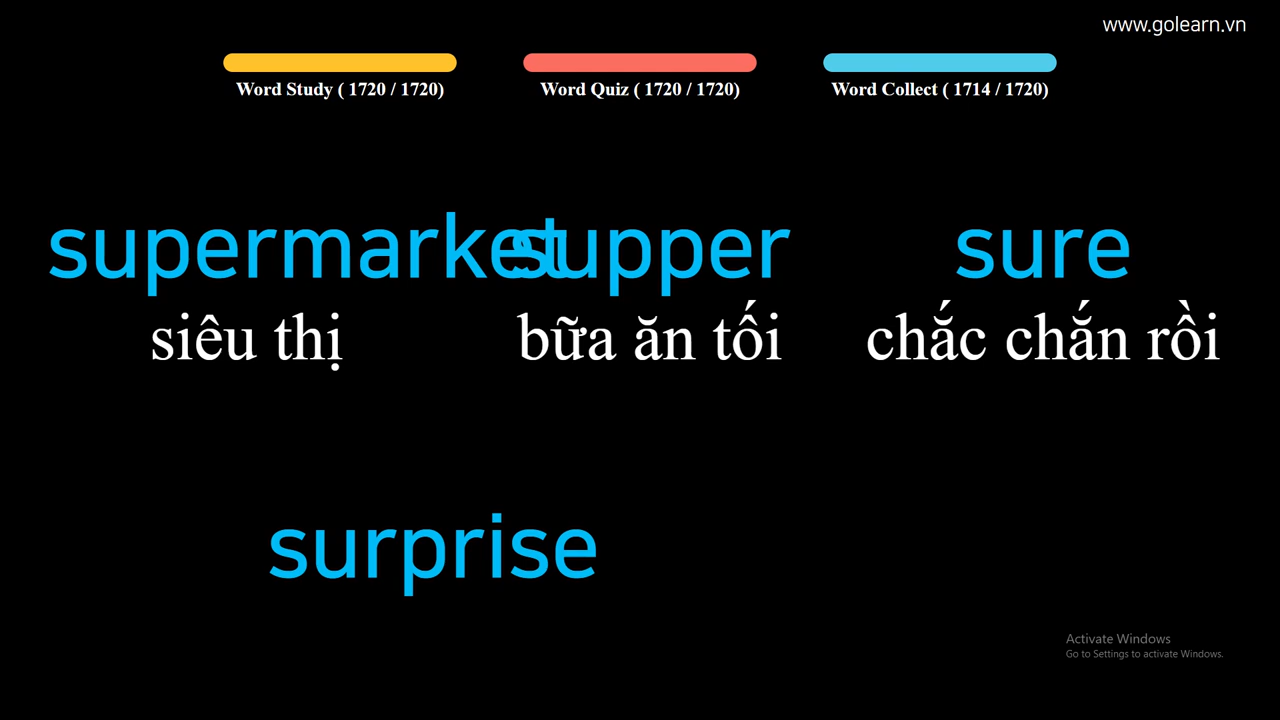 www.golearn.vn
Word Study ( 1720 / 1720) Word Quiz ( 1720 / 1720) Word Collect ( 1714 / 1720)
supermarket supper sure
siêu thị bữa ăn tối chắc chắn rồi
surprise
Activate Windows
Go to Settings to activate Windows.